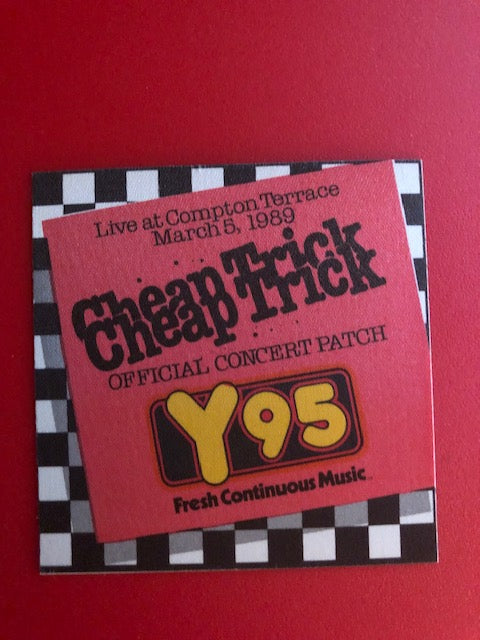 Live at Compton Terrace
March 5, 1989
Cheap Trick
Cheap Trick
OFFICIAL CONCERT PATCH
Y95
Fresh Continuous Music